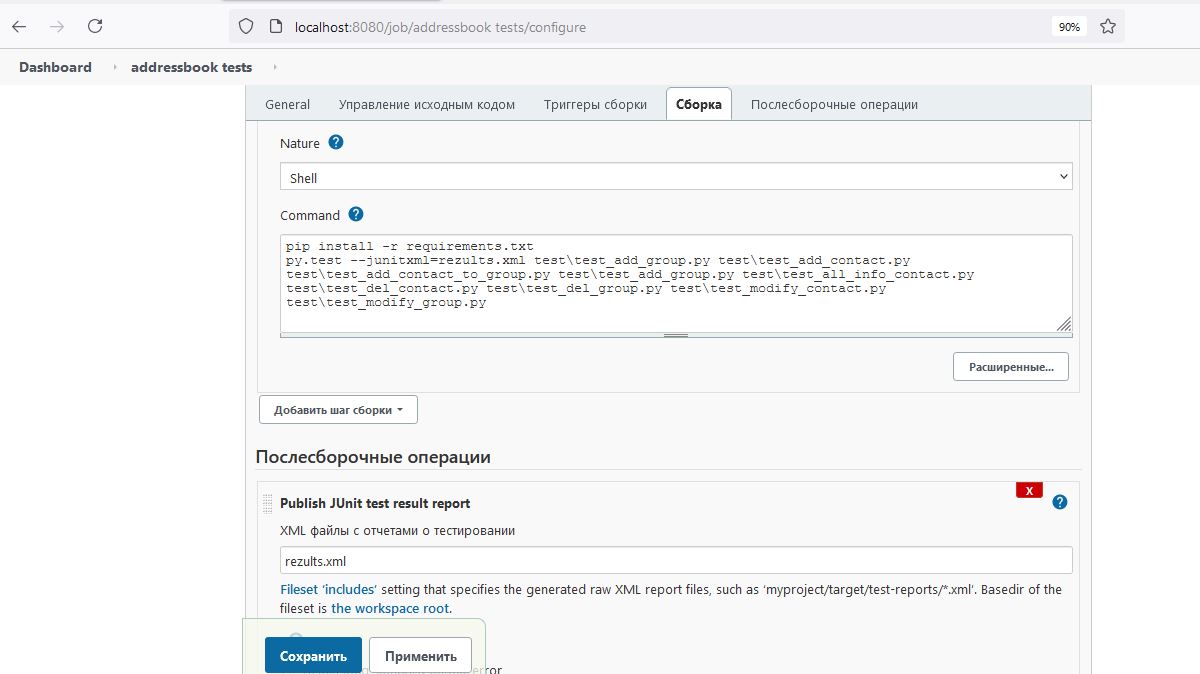 localhost:8080/job/addressbook tests/configure
90%
Dashboard
addressbook tests
General
Управление исходным кодом
Триггеры сборки
Сборка
Послесборочные операции
Nature
?
Shell
Command
?
pip install -r requirements.txt
py.test --junitxml=rezults.xml test\test_add_group.py test\test_add_contact.py
test\test_add_contact_to_group.py test\test_add_group.py test\test_all_info_contact.py
test\test_del_contact.py test\test_del_group.py test\test_modify_contact.py
test\test_modify_group.py
Расширенные...
Добавить шаг сборки
Послесборочные операции
X
Publish JUnit test result report
?
XML файлы с отчетами о тестировании
rezults.xml
Fileset 'includes' setting that specifies the generated raw XML report files, such as 'myproject/target/test-reports/*.xml'. Basedir of the
fileset is the workspace root.
Сохранить
Применить